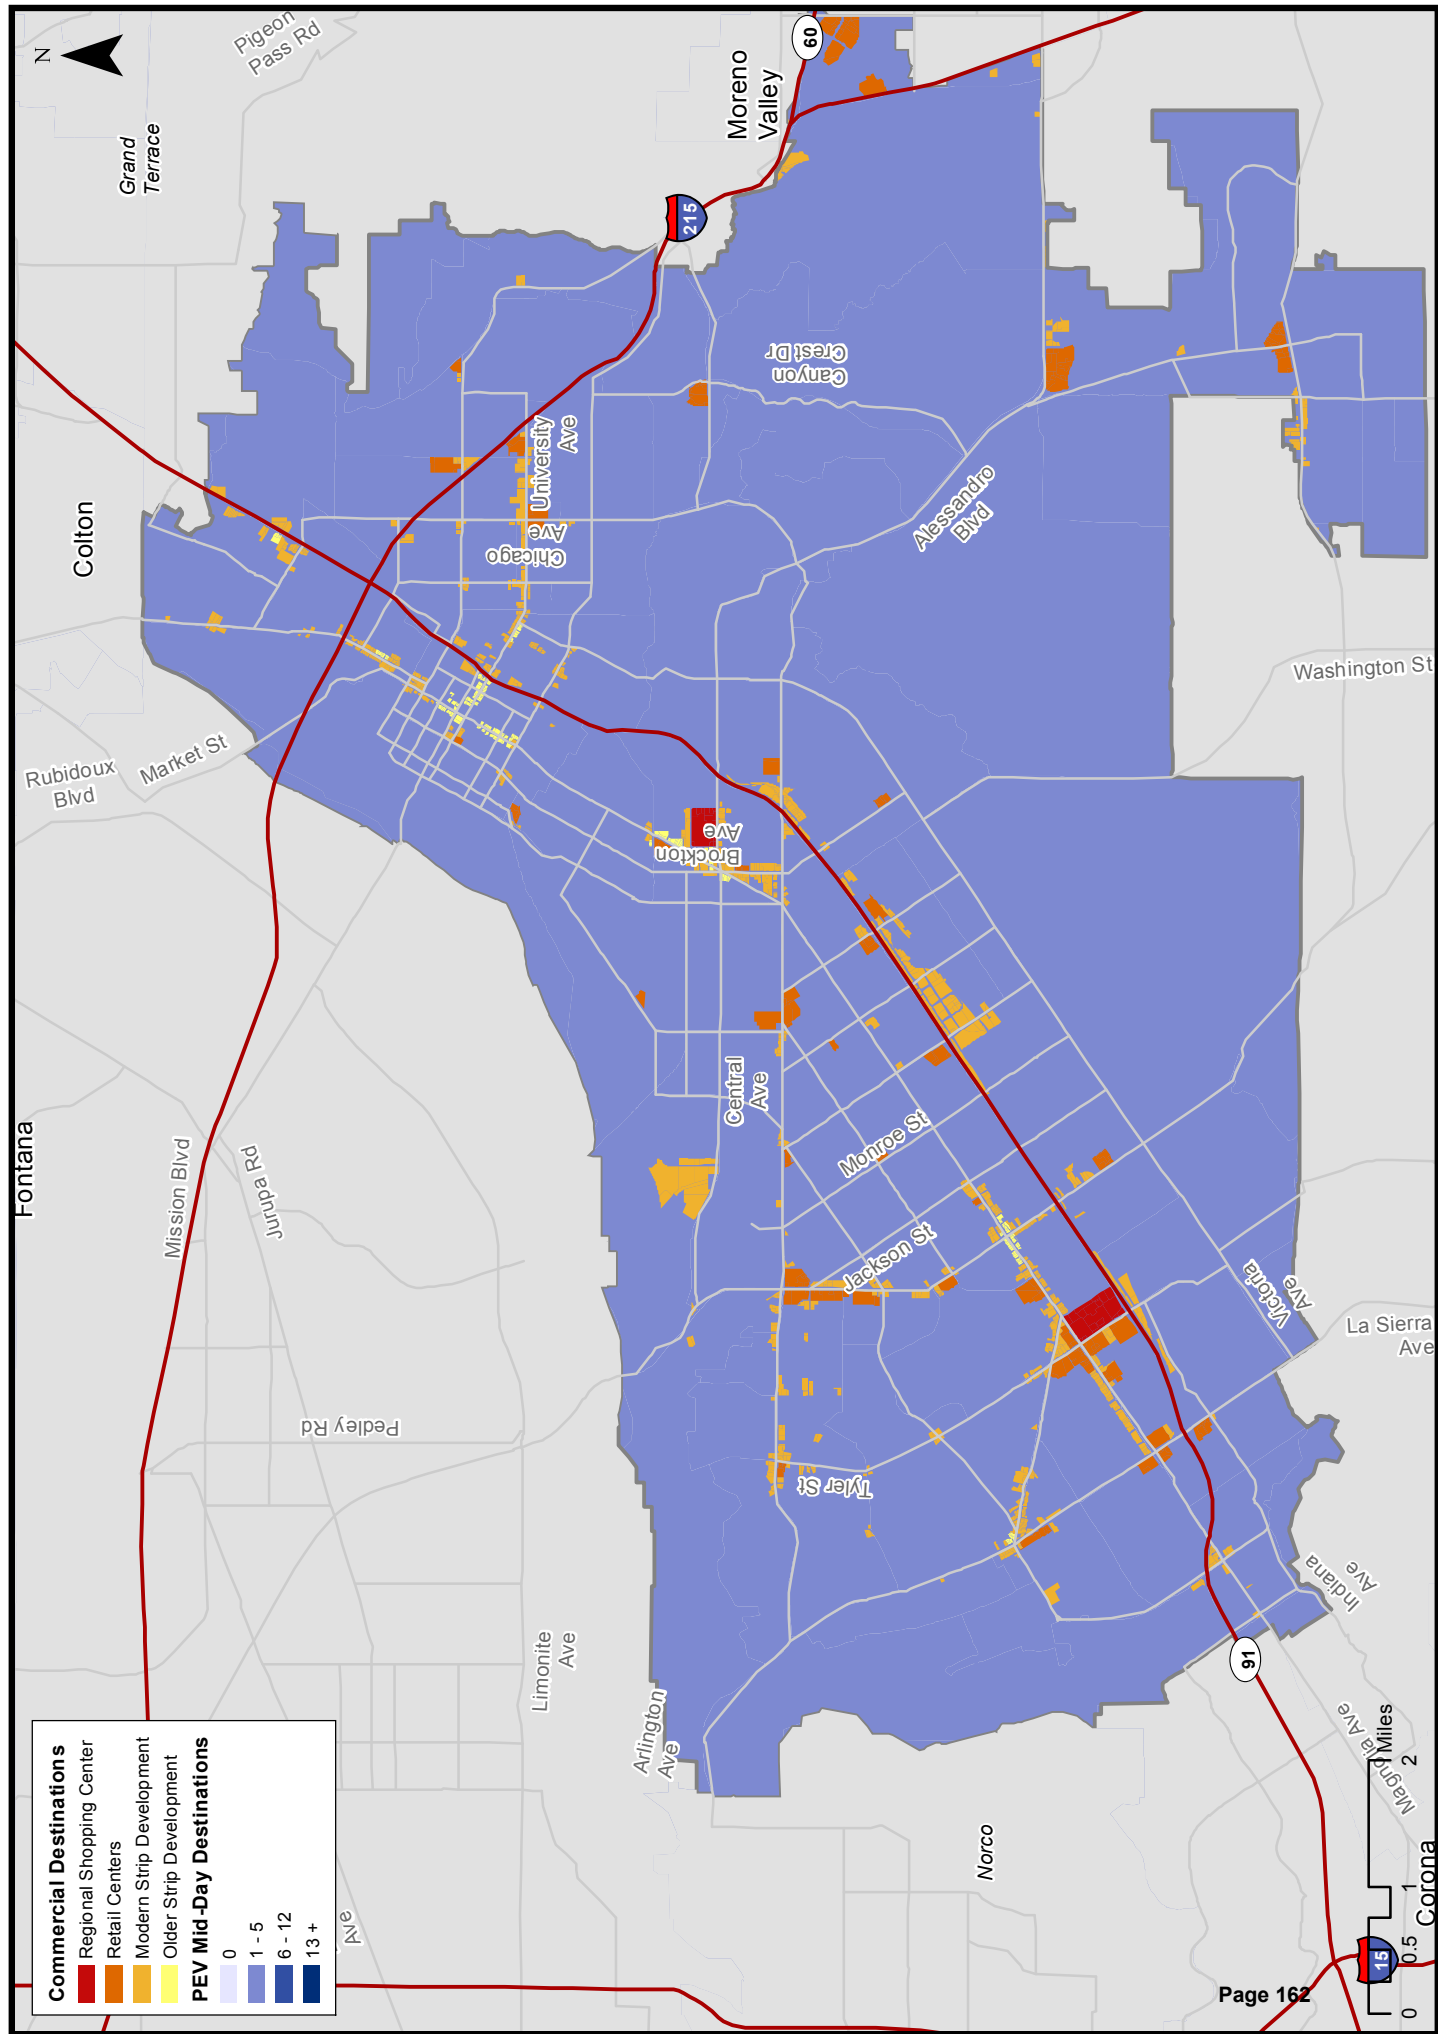 N
Pigeon
Pass Rd
Grand
Terrace
Moreno
Valley
60
215
Colton
Canyon
Crest Dr
University
Ave
Chicago
Ave
Alessandro
Blvd
Washington St
Rubidoux
Blvd
Market St
Brockton
Ave
Fontana
Mission Blvd
Jurupa Rd
Central
Ave
Monroe St
Jackson St
Victoria
Ave
La Sierra
Ave
Pedley Rd
Tyler St
Limonite
Ave
Arlington
Ave
Indiana
Ave
91
Magnolia Ave
Norco
Corona
15
Ave
Commercial Destinations
Regional Shopping Center
Retail Centers
Modern Strip Development
Older Strip Development
PEV Mid-Day Destinations
0
1 - 5
6 - 12
13 +
0 0.5 1 2
Miles
Page 162